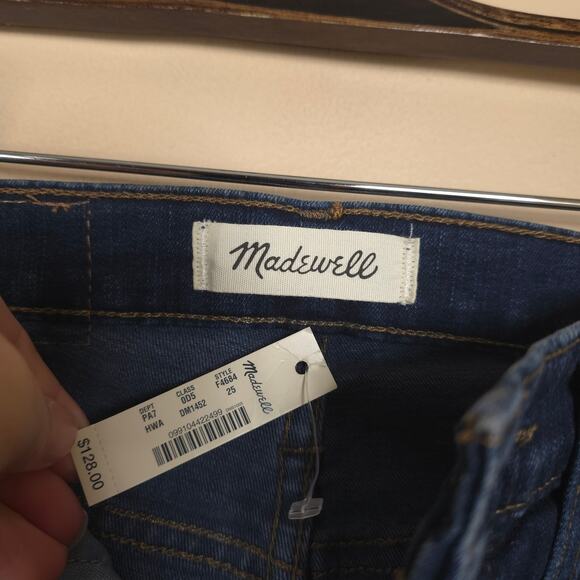 Madewell
Madewell
DEPT CLASS STYLE
PA7 0D5 F4684
HWA DM1452 25
099104422499
$128.00